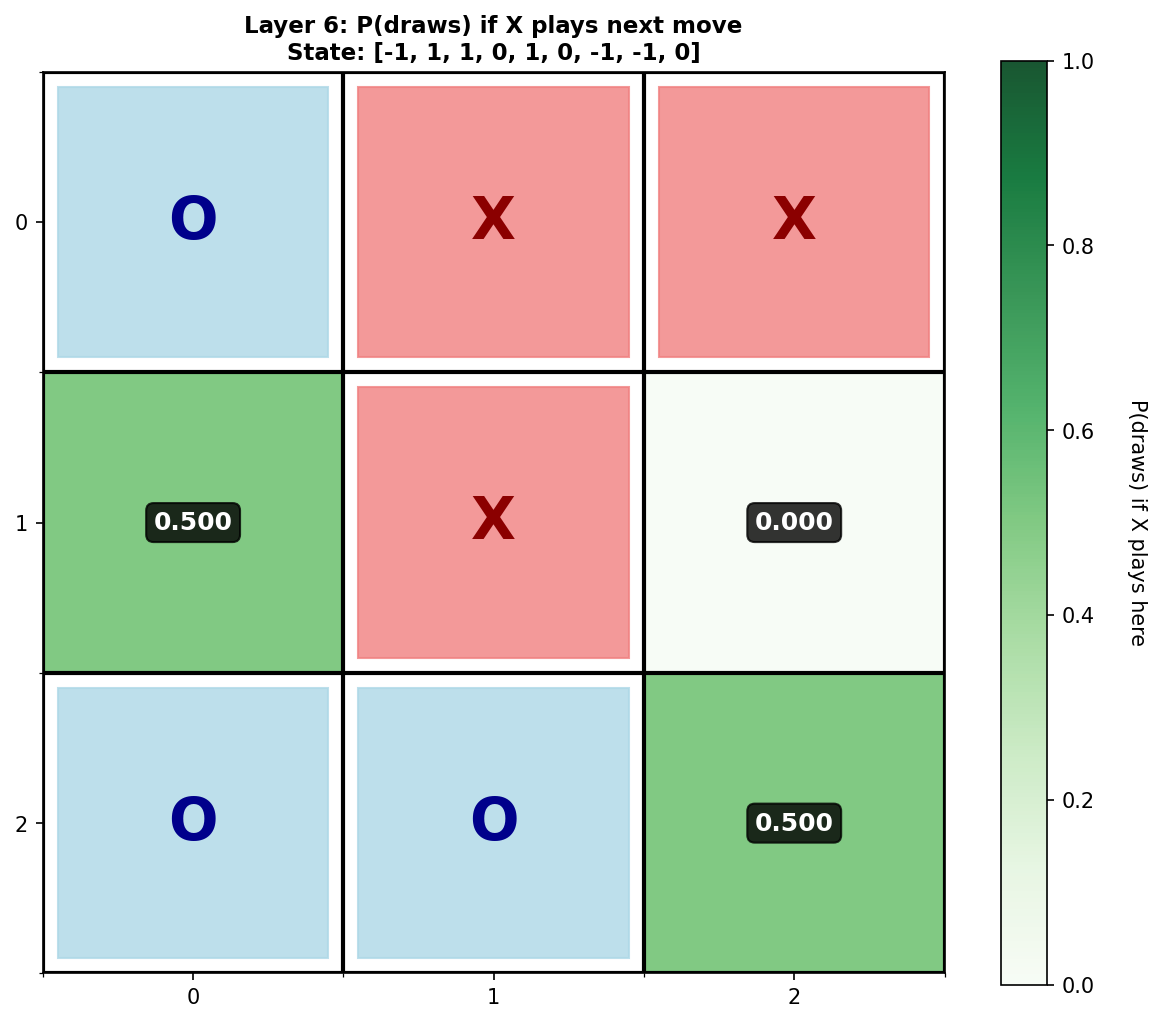 Layer 6: P(draws) if X plays next move
State: [-1, 1, 1, 0, 1, 0, -1, -1, 0]
O X X
0.500 X 0.000
O O 0.500
0
1
2
0 1 2
1.0
0.8
0.6
0.4
0.2
0.0
P(draws) if X plays here